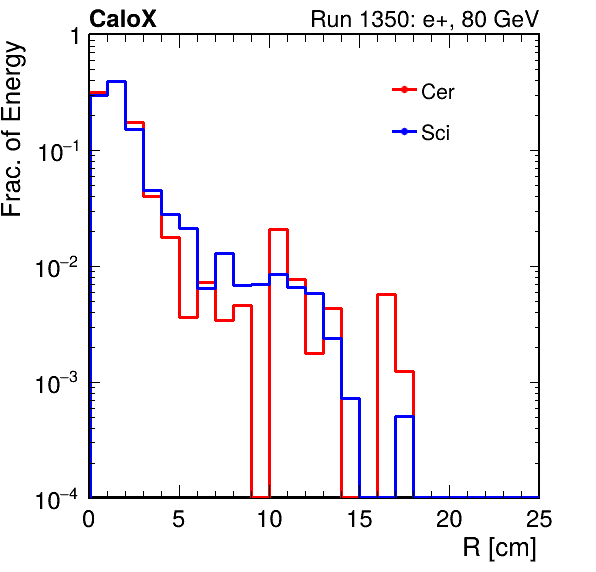 CaloX Run 1350: e+, 80 GeV
Frac. of Energy
Cer
Sci
1
10⁻¹
10⁻²
10⁻³
10⁻⁴
0 5 10 15 20 25
R [cm]